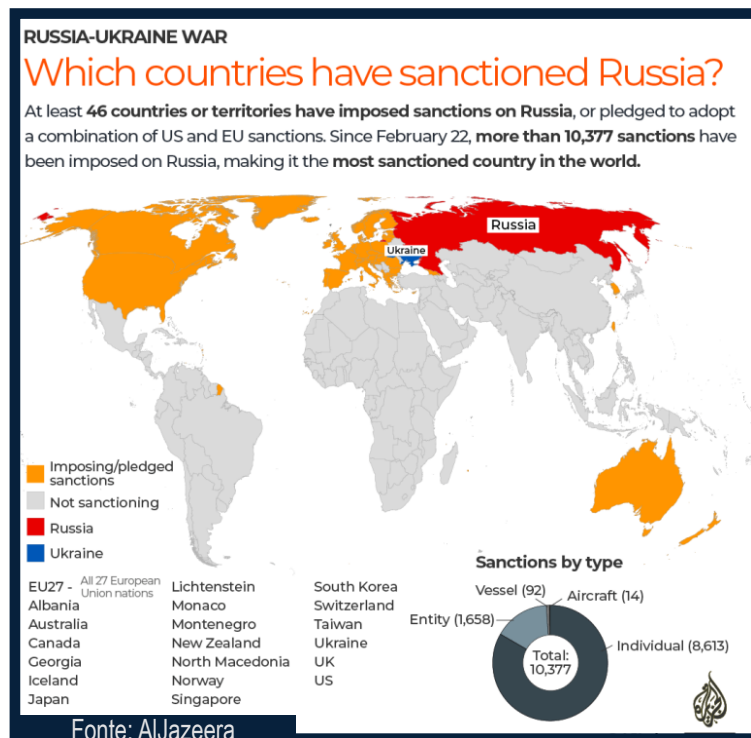 RUSSIA-UKRAINE WAR
Which countries have sanctioned Russia?
At least 46 countries or territories have imposed sanctions on Russia, or pledged to adopt
a combination of US and EU sanctions. Since February 22, more than 10,377 sanctions have
been imposed on Russia, making it the most sanctioned country in the world.
Russia
Ukraine
Imposing/pledged
sanctions
Not sanctioning
Russia
Ukraine
EU27 - All 27 European
Union nations
Albania
Australia
Canada
Georgia
Iceland
Japan
Lichtenstein
Monaco
Montenegro
New Zealand
North Macedonia
Norway
Singapore
South Korea
Switzerland
Taiwan
Ukraine
UK
US
Sanctions by type
Vessel (92)
Aircraft (14)
Entity (1,658)
Individual (8,613)
Total:
10,377
Fonte: AlJazeera